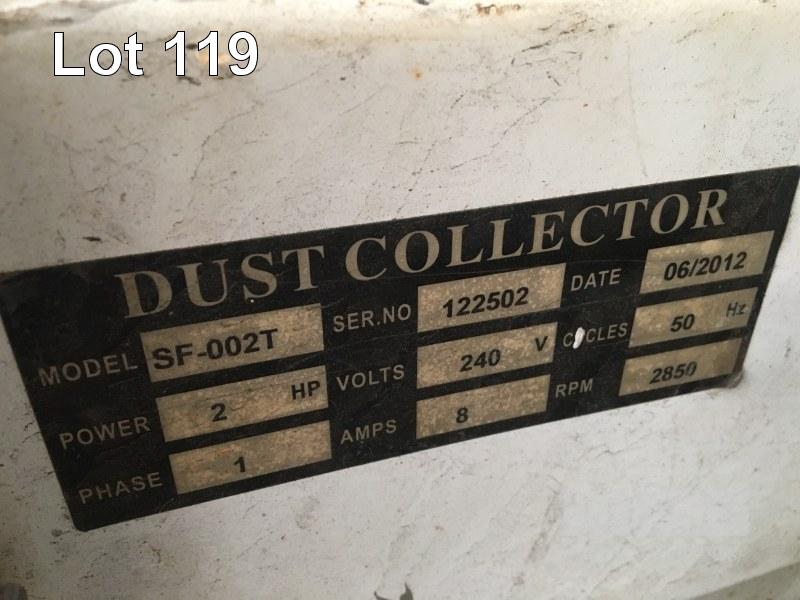 Lot 119
DUST COLLECTOR
MODEL SF-002T SER.NO 122502 DATE 06/2012
POWER 2 HP VOLTS 240 V CYCLES 50 Hz
PHASE 1 AMPS 8 RPM 2850